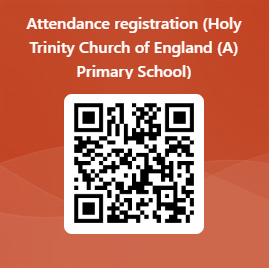 Attendance registration (Holy
Trinity Church of England (A)
Primary School)